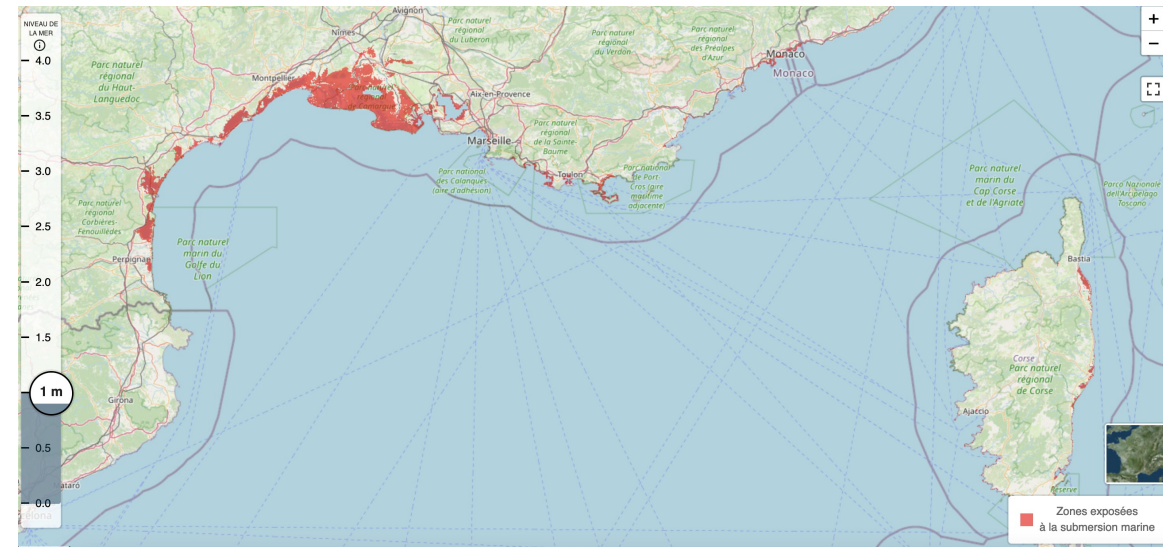 NIVEAU DE
LA MER
4.0
3.5
3.0
2.5
2.0
1.5
1 m
0.5
0.0
Avignon
Nîmes
Montpellier
Parc naturel
régional
du Haut-
Languedoc
Parc naturel
régional
du Luberon
Parc naturel
régional
du Verdon
Parc naturel
régional
des Préalpes
d'Azur
Monaco
Monaco
Aix-en-Provence
Marseille
Parc naturel
régional
de la Sainte-
Baume
Toulon
Parc national
des Calanques
(aire d'adhésion)
Parc national
de Port
Cros (aire
maritime
adjacente)
Parc naturel
régional
Corbières-
Fenouillèdes
Perpignan
Parc naturel
marin du
Golfe du
Lion
Girona
Parc naturel
marin du
Cap Corse
et de l'Agriate
Parco Nazionale
dell'Arcipelago
Toscano
Bastia
Corse
Parc naturel
régional
de Corse
Ajaccio
Réserve
+
−
Zones exposées
à la submersion marine